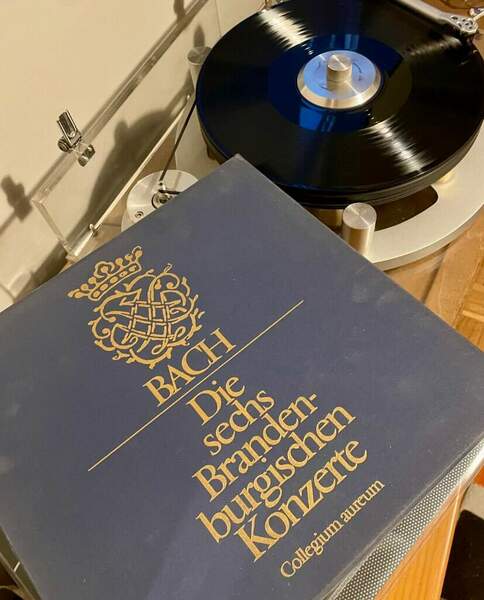 BACH
Die
sechs
Branden-
burgischen
Konzerte
Collegium aureum